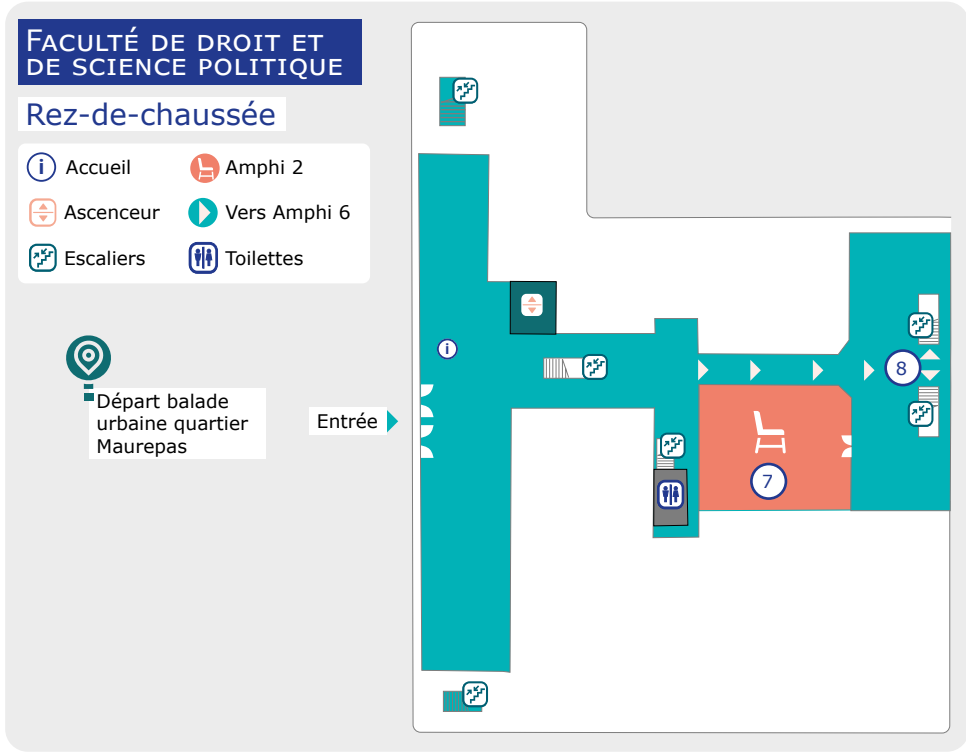 FACULTÉ DE DROIT ET
DE SCIENCE POLITIQUE
Rez-de-chaussée
i Accueil
Amphi 2
Ascenceur
Vers Amphi 6
Escaliers
Toilettes
Départ balade
urbaine quartier
Maurepas
Entrée
i
8
7